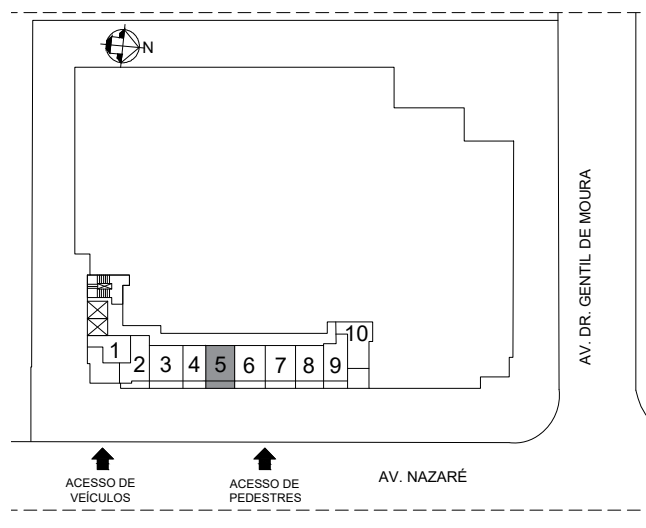 N
AV. DR. GENTIL DE MOURA
10
1
2
3
4
5
6
7
8
9
ACESSO DE
VEÍCULOS
ACESSO DE
PEDESTRES
AV. NAZARÉ